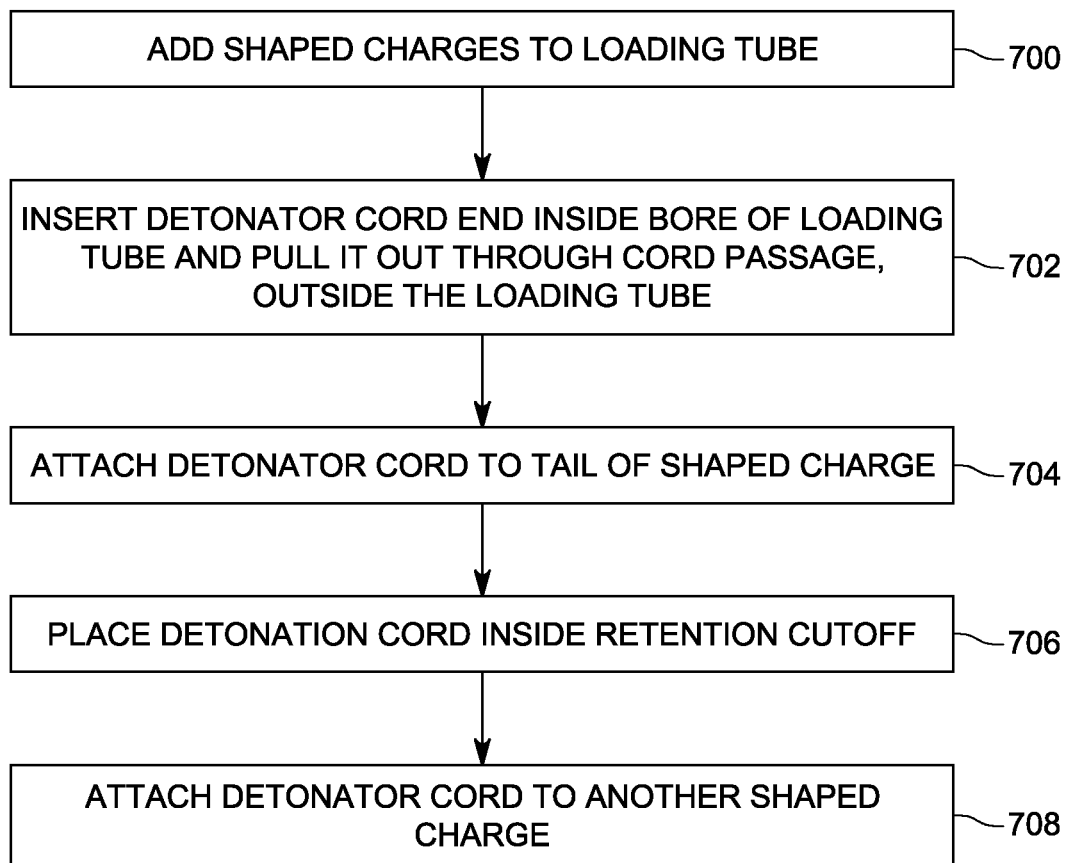 ADD SHAPED CHARGES TO LOADING TUBE
700
INSERT DETONATOR CORD END INSIDE BORE OF LOADING
TUBE AND PULL IT OUT THROUGH CORD PASSAGE,
OUTSIDE THE LOADING TUBE
702
ATTACH DETONATOR CORD TO TAIL OF SHAPED CHARGE
704
PLACE DETONATION CORD INSIDE RETENTION CUTOFF
706
ATTACH DETONATOR CORD TO ANOTHER SHAPED
CHARGE
708